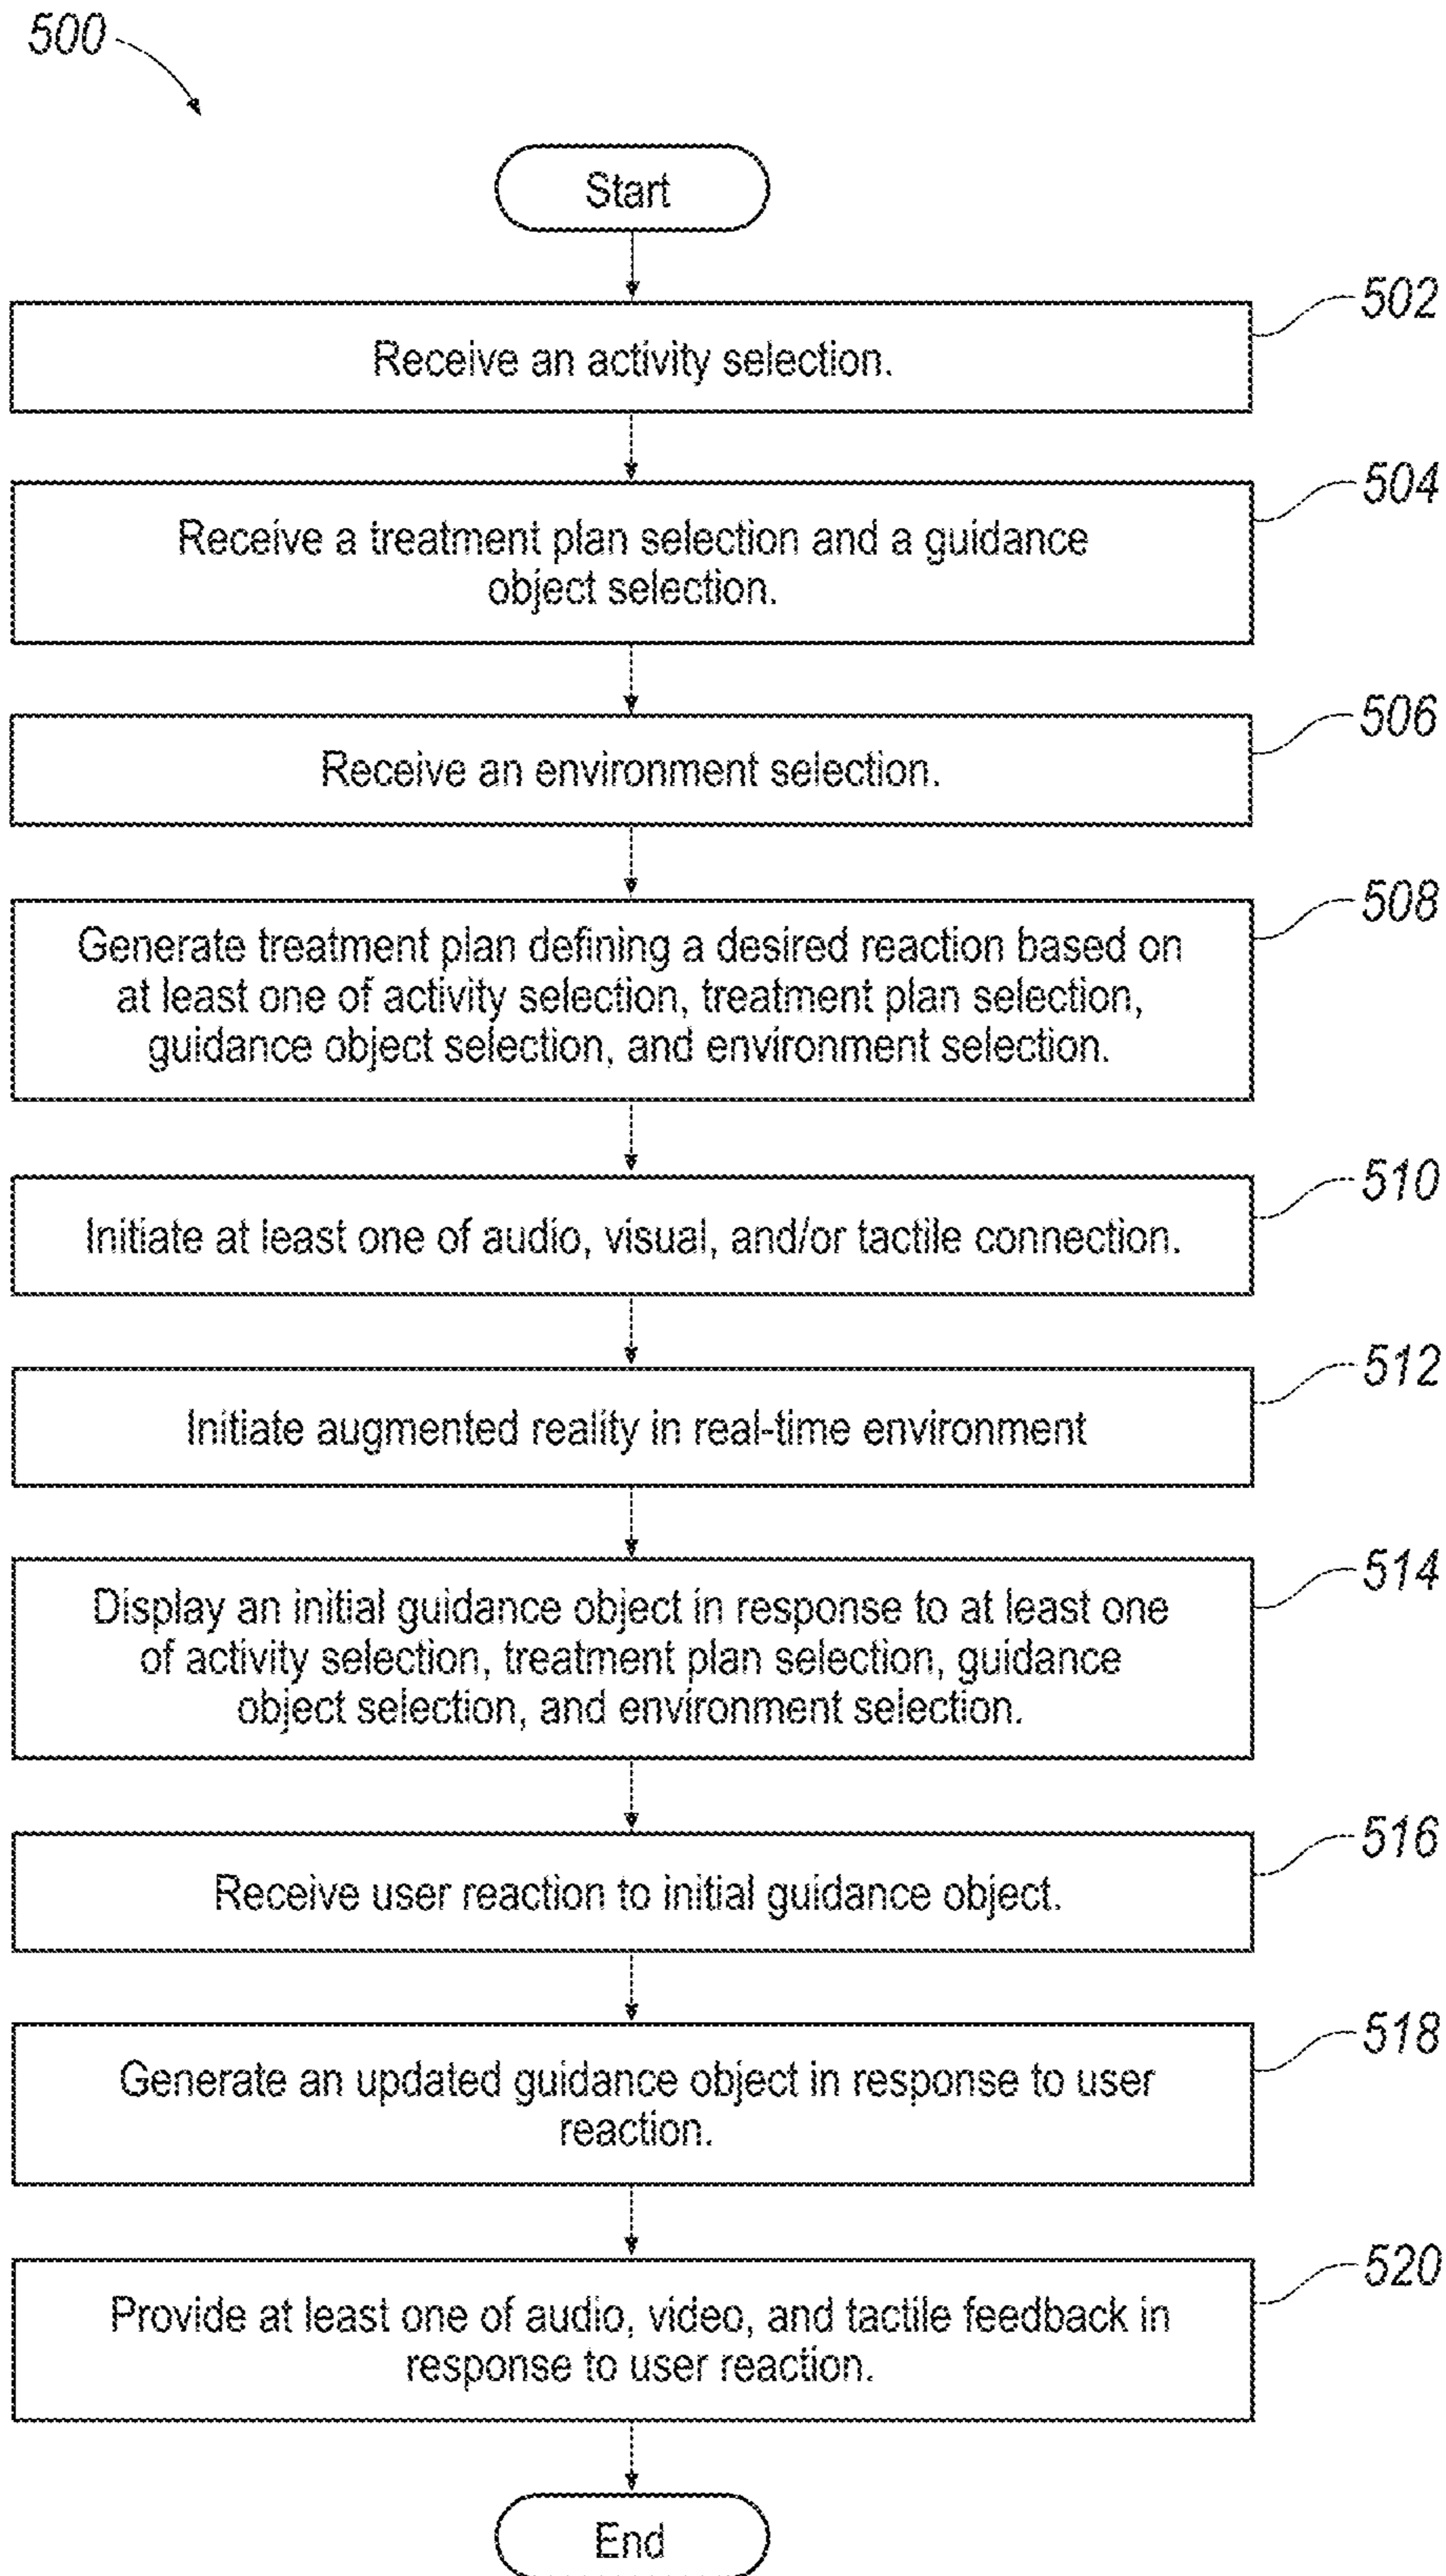 500
Start
502
Receive an activity selection.
504
Receive a treatment plan selection and a guidance
object selection.
506
Receive an environment selection.
508
Generate treatment plan defining a desired reaction based on
at least one of activity selection, treatment plan selection,
guidance object selection, and environment selection.
510
Initiate at least one of audio, visual, and/or tactile connection.
512
Initiate augmented reality in real-time environment
514
Display an initial guidance object in response to at least one
of activity selection, treatment plan selection, guidance
object selection, and environment selection.
516
Receive user reaction to initial guidance object.
518
Generate an updated guidance object in response to user
reaction.
520
Provide at least one of audio, video, and tactile feedback in
response to user reaction.
End